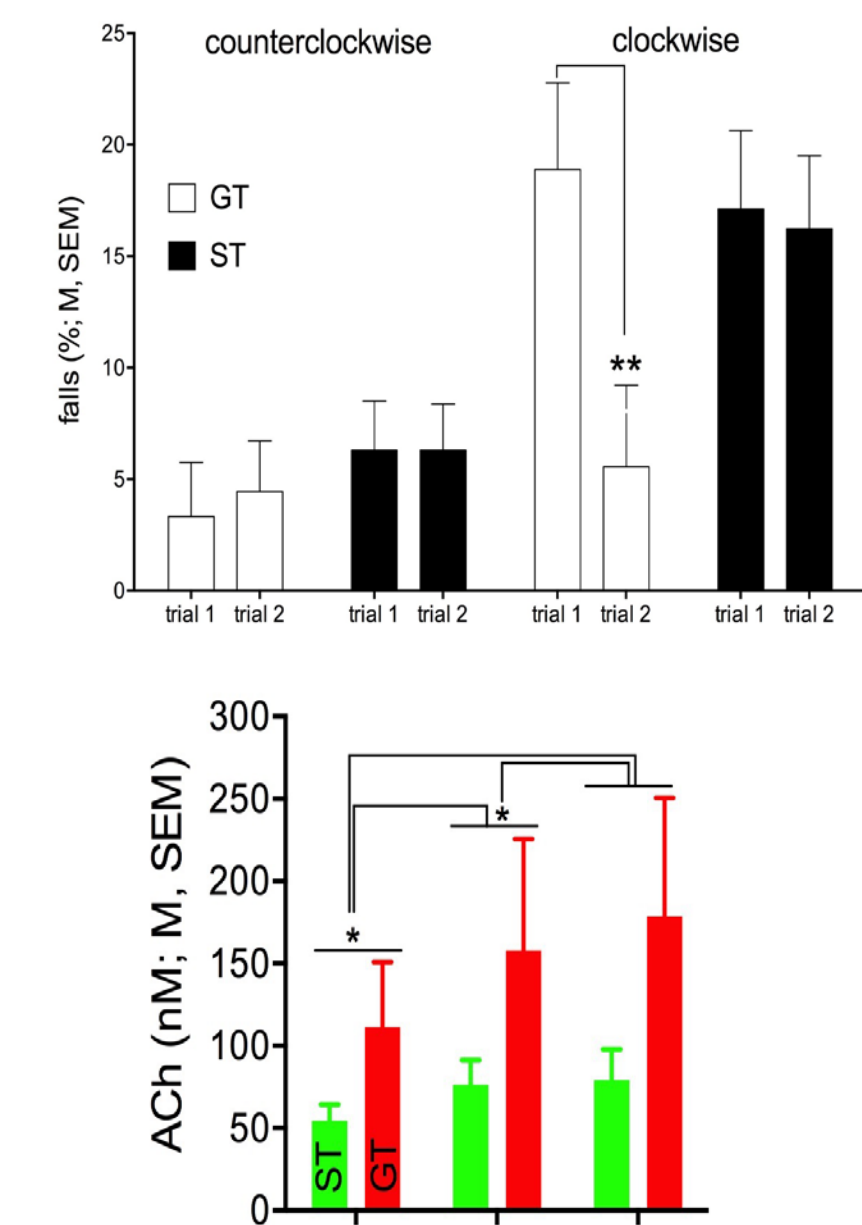 25
counterclockwise
clockwise
20
GT
ST
15
10
**
5
0
falls (%; M, SEM)
trial 1 trial 2 trial 1 trial 2 trial 1 trial 2 trial 1 trial 2
300
250
*
200
*
150
100
50
0
ACh (nM; M, SEM)
ST
GT